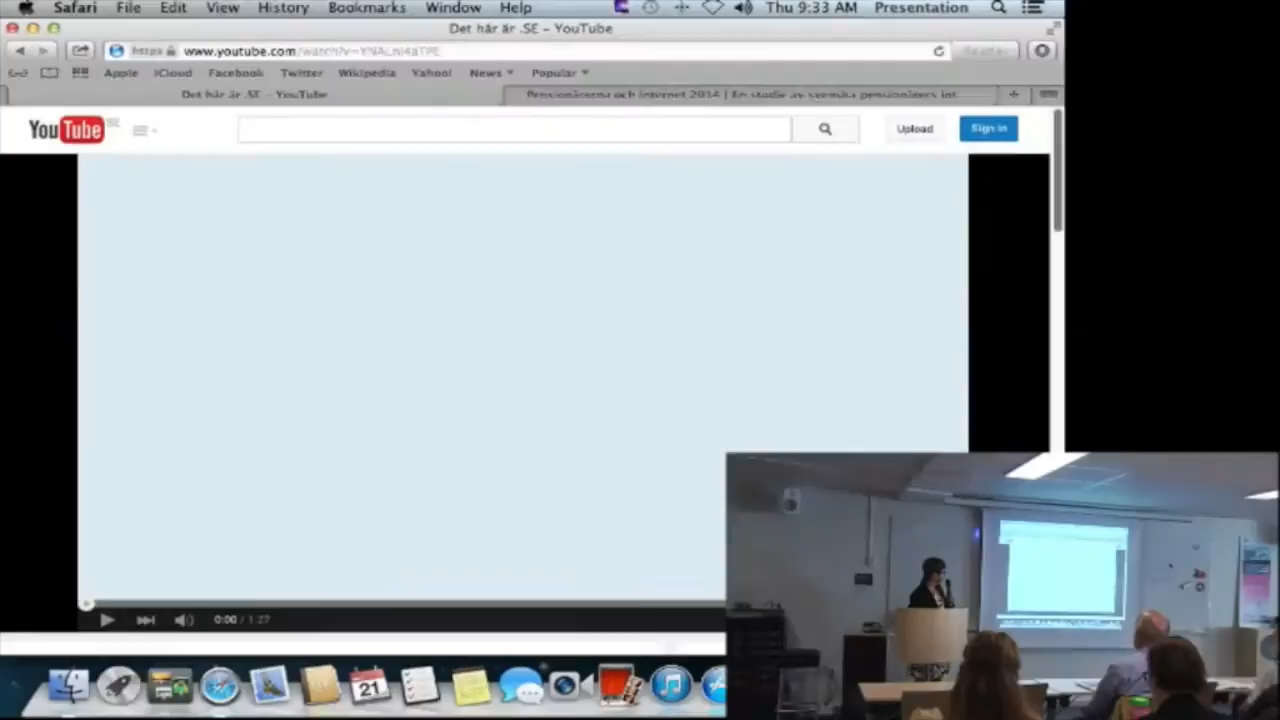 Safari File Edit View History Bookmarks Window Help Thu 9:33 AM Presentation
Det här är .SE – YouTube
https www.youtube.com/watch?v=
Apple iCloud Facebook Twitter Wikipedia Yahoo! News Popular
Det här är .SE – YouTube Pensionärerna och internet 2014 | En studie av svenska pensionärers int
YouTube Upload Sign in
0:00 / 1:27
21